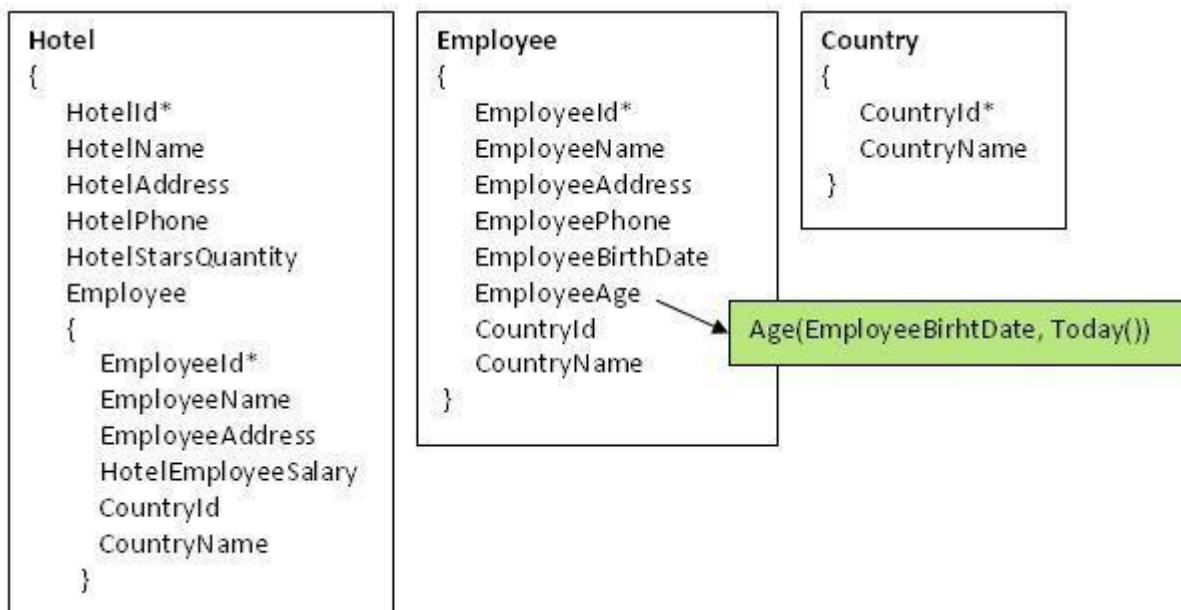 Hotel
{
HotelId*
HotelName
HotelAddress
HotelPhone
HotelStarsQuantity
Employee
{
EmployeeId*
EmployeeName
EmployeeAddress
HotelEmployeeSalary
CountryId
CountryName
}
Employee
{
EmployeeId*
EmployeeName
EmployeeAddress
EmployeePhone
EmployeeBirthDate
EmployeeAge
CountryId
CountryName
}
Country
{
CountryId*
CountryName
}
Age(EmployeeBirhtDate, Today())